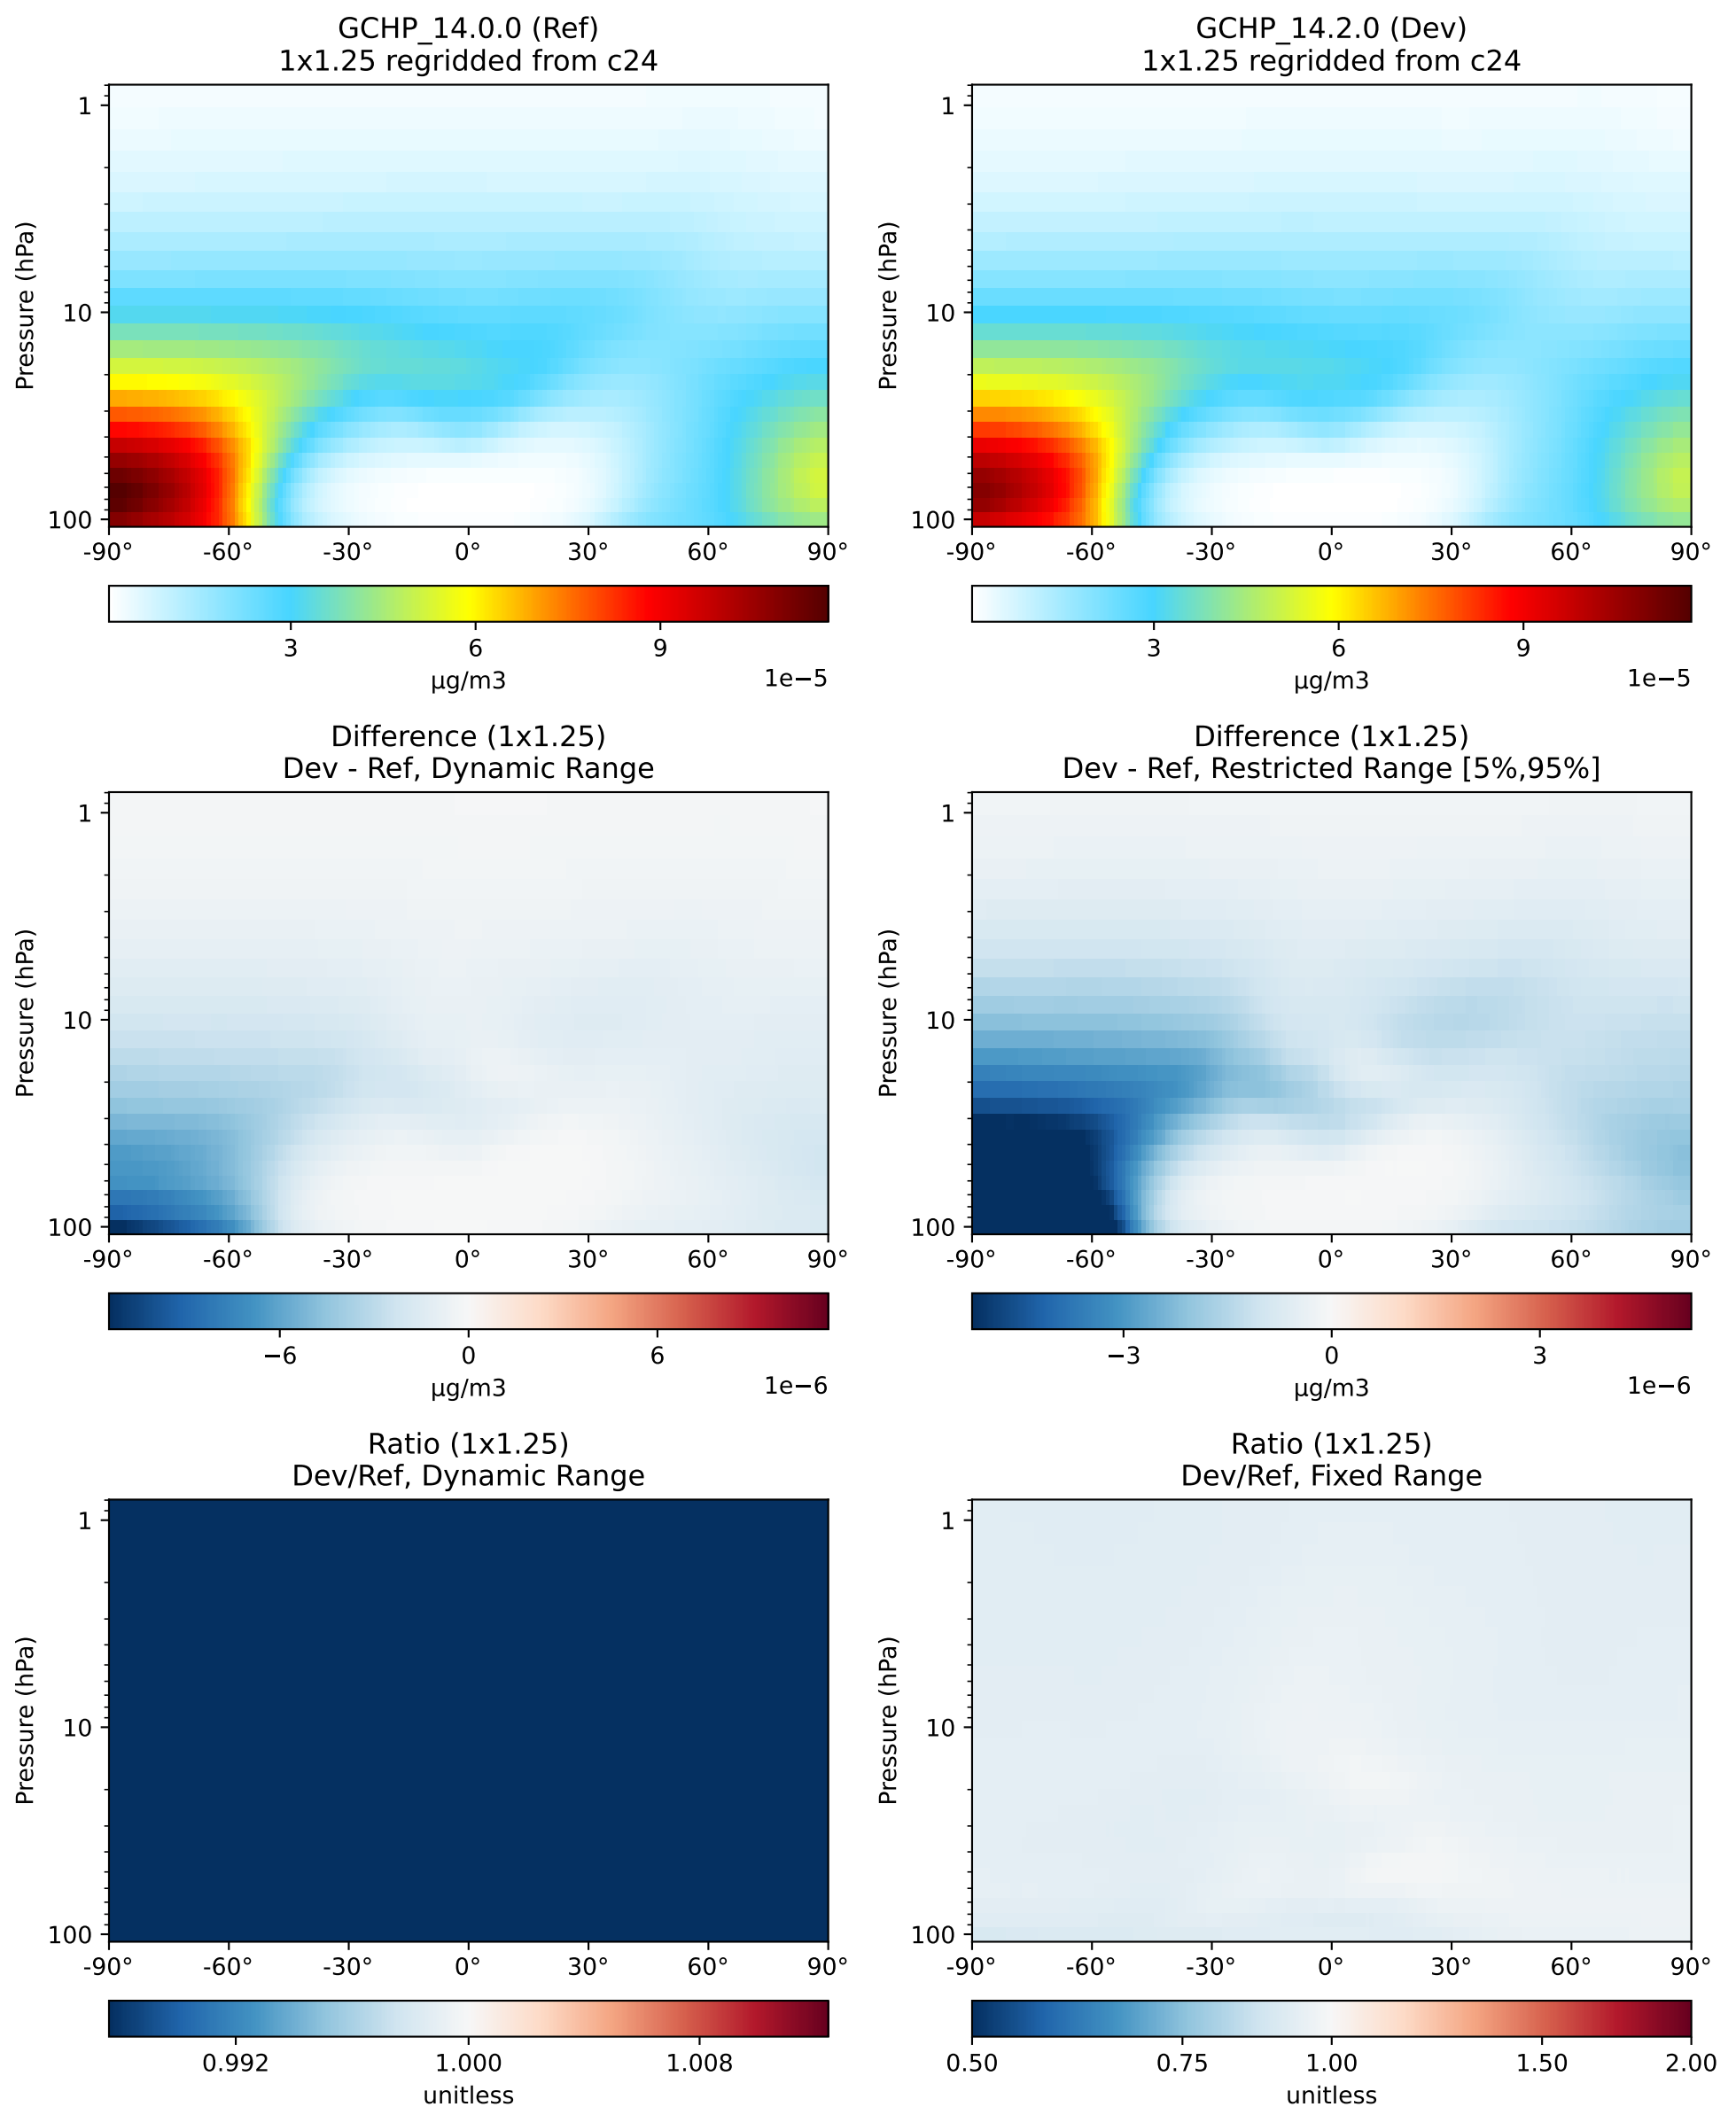 GCHP_14.0.0 (Ref)
1x1.25 regridded from c24
Pressure (hPa)
1
10
100
-90° -60° -30° 0° 30° 60° 90°
3 6 9
µg/m3
1e−5
GCHP_14.2.0 (Dev)
1x1.25 regridded from c24
Pressure (hPa)
1
10
100
-90° -60° -30° 0° 30° 60° 90°
3 6 9
µg/m3
1e−5
Difference (1x1.25)
Dev - Ref, Dynamic Range
Pressure (hPa)
1
10
100
-90° -60° -30° 0° 30° 60° 90°
−6 0 6
µg/m3
1e−6
Difference (1x1.25)
Dev - Ref, Restricted Range [5%,95%]
Pressure (hPa)
1
10
100
-90° -60° -30° 0° 30° 60° 90°
−3 0 3
µg/m3
1e−6
Ratio (1x1.25)
Dev/Ref, Dynamic Range
Pressure (hPa)
1
10
100
-90° -60° -30° 0° 30° 60° 90°
0.992 1.000 1.008
unitless
Ratio (1x1.25)
Dev/Ref, Fixed Range
Pressure (hPa)
1
10
100
-90° -60° -30° 0° 30° 60° 90°
0.50 0.75 1.00 1.50 2.00
unitless